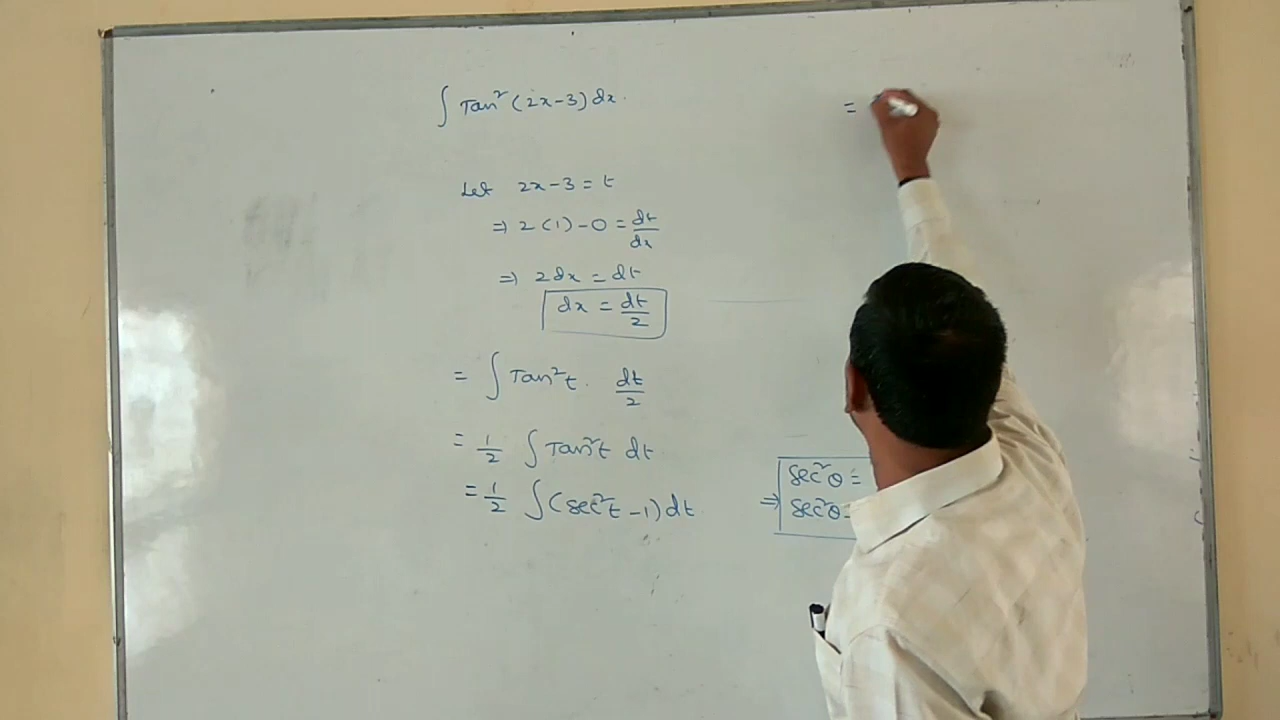 ∫ Tan² (2x-3) dx.
Let 2x-3 = t
⇒ 2(1) - 0 = dt/dx
⇒ 2dx = dt
dx = dt/2
= ∫ Tan²t. dt/2
= 1/2 ∫ Tan²t dt
= 1/2 ∫ (sec²t - 1) dt
=
sec²θ =
⇒ sec²θ -